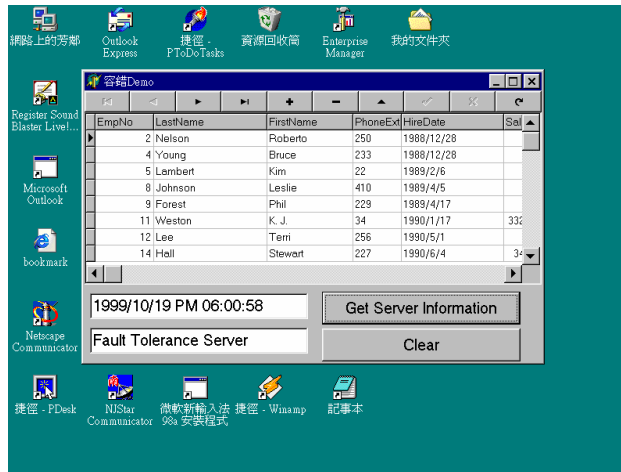 網路上的芳鄰
Outlook
Express
捷徑 -
PToDoTasks
資源回收筒
Enterprise
Manager
我的文件夾
Register Sound
Blaster Live!...
Microsoft
Outlook
bookmark
Netscape
Communicator
容錯Demo
EmpNo LastName FirstName PhoneExt HireDate Sal
2 Nelson Roberto 250 1988/12/28
4 Young Bruce 233 1988/12/28
5 Lambert Kim 22 1989/2/6
8 Johnson Leslie 410 1989/4/5
9 Forest Phil 229 1989/4/17
11 Weston K. J. 34 1990/1/17 332
12 Lee Terri 256 1990/5/1
14 Hall Stewart 227 1990/6/4 34
1999/10/19 PM 06:00:58
Get Server Information
Fault Tolerance Server
Clear
捷徑 - PDesk
NJStar
Communicator
微軟新輸入法
98a 安裝程式
捷徑 - Winamp
記事本